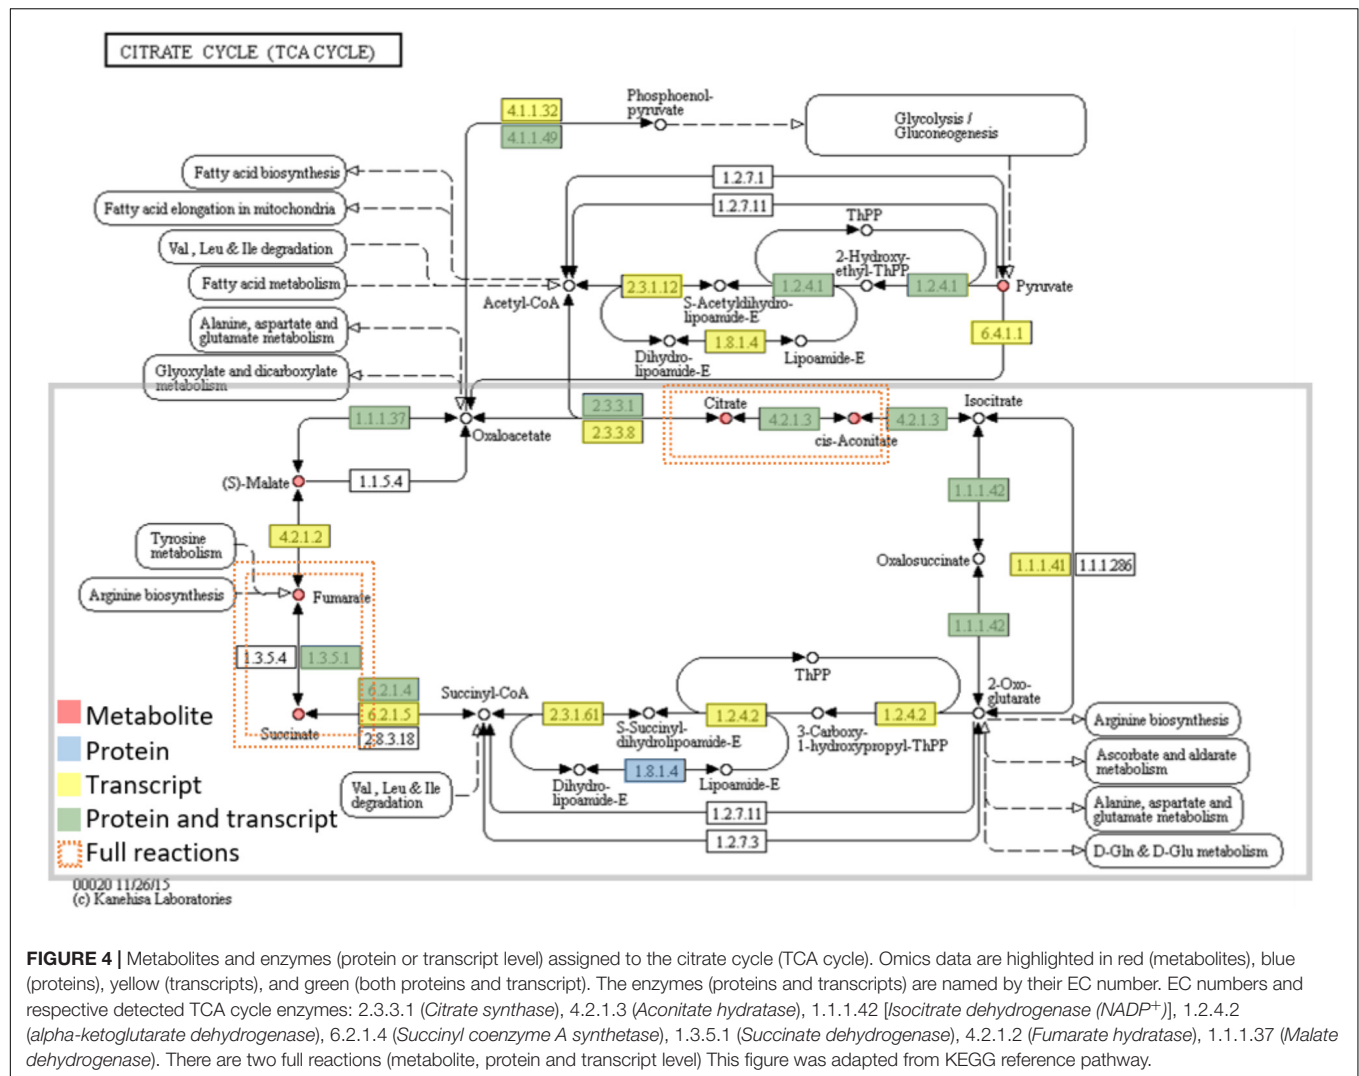 CITRATE CYCLE (TCA CYCLE)
Phosphoenol-
pyruvate
4.1.1.32
4.1.1.49
Glycolysis /
Gluconeogenesis
Fatty acid biosynthesis
Fatty acid elongation in mitochondria
Val , Leu & Ile degradation
Fatty acid metabolism
Alanine, aspartate and
glutamate metabolism
Glyoxylate and dicarboxylate
metabolism
1.2.7.1
1.2.7.11
ThPP
2-Hydroxy-
ethyl-ThPP
Acetyl-CoA
2.3.1.12
S-Acetyldihydro-
lipoamide-E
1.2.4.1
1.2.4.1
Pyruvate
Dihydro-
lipoamide-E
1.8.1.4
Lipoamide-E
6.4.1.1
1.1.1.37
Oxaloacetate
2.3.3.1
2.3.3.8
Citrate
4.2.1.3
cis-Aconitate
4.2.1.3
Isocitrate
(S)-Malate
1.1.5.4
1.1.1.42
4.2.1.2
Tyrosine
metabolism
Oxalosuccinate
1.1.1.41
1.1.1.286
Arginine biosynthesis
Fumarate
1.1.1.42
1.3.5.4
1.3.5.1
ThPP
6.2.1.4
6.2.1.5
2.8.3.18
Succinate
Succinyl-CoA
2.3.1.61
S-Succinyl-
dihydrolipoamide-E
1.2.4.2
3-Carboxy-
1-hydroxypropyl-ThPP
1.2.4.2
2-Oxo-
glutarate
Arginine biosynthesis
Ascorbate and aldarate
metabolism
Alanine, aspartate and
glutamate metabolism
D-Gln & D-Glu metabolism
Val , Leu & Ile
degradation
Dihydro-
lipoamide-E
1.8.1.4
Lipoamide-E
1.2.7.11
1.2.7.3
Metabolite
Protein
Transcript
Protein and transcript
Full reactions
00020 11/26/15
(c) Kanehisa Laboratories
FIGURE 4 | Metabolites and enzymes (protein or transcript level) assigned to the citrate cycle (TCA cycle). Omics data are highlighted in red (metabolites), blue
(proteins), yellow (transcripts), and green (both proteins and transcript). The enzymes (proteins and transcripts) are named by their EC number. EC numbers and
respective detected TCA cycle enzymes: 2.3.3.1 (Citrate synthase), 4.2.1.3 (Aconitate hydratase), 1.1.1.42 [Isocitrate dehydrogenase (NADP+)], 1.2.4.2
(alpha-ketoglutarate dehydrogenase), 6.2.1.4 (Succinyl coenzyme A synthetase), 1.3.5.1 (Succinate dehydrogenase), 4.2.1.2 (Fumarate hydratase), 1.1.1.37 (Malate
dehydrogenase). There are two full reactions (metabolite, protein and transcript level) This figure was adapted from KEGG reference pathway.